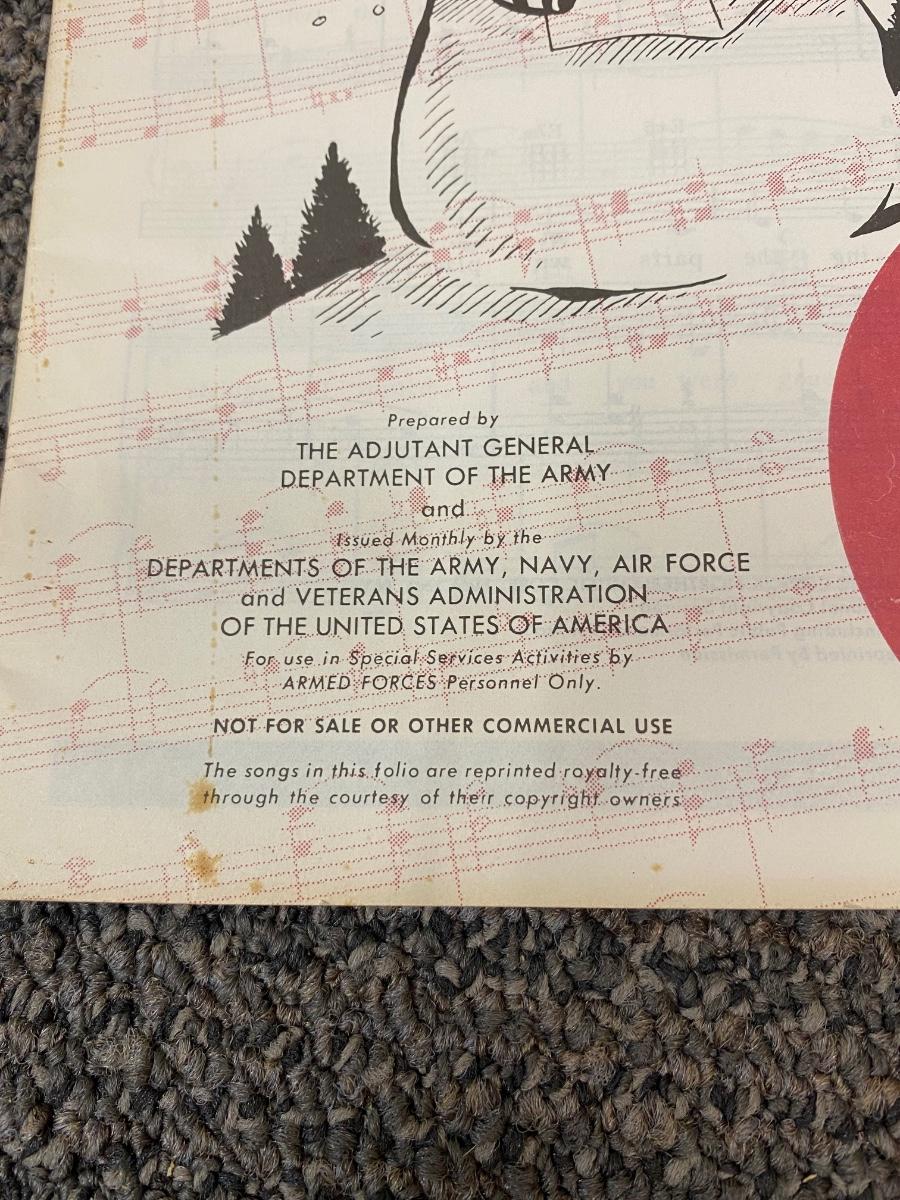 Prepared by
THE ADJUTANT GENERAL
DEPARTMENT OF THE ARMY
and
Issued Monthly by the
DEPARTMENTS OF THE ARMY, NAVY, AIR FORCE
and VETERANS ADMINISTRATION
OF THE UNITED STATES OF AMERICA
For use in Special Services Activities by
ARMED FORCES Personnel Only.
NOT FOR SALE OR OTHER COMMERCIAL USE
The songs in this folio are reprinted royalty-free
through the courtesy of their copyright owners